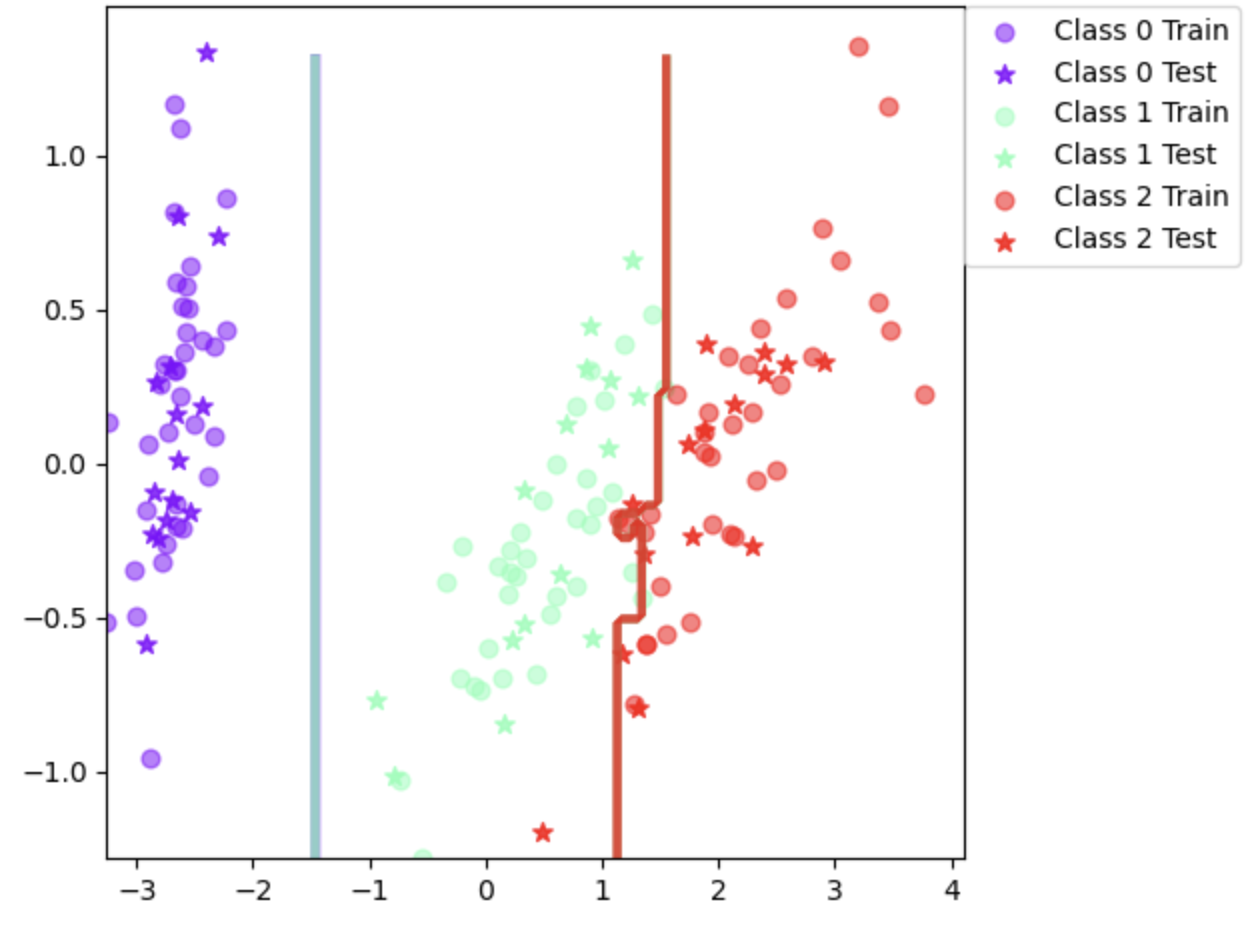 Class 0 Train
Class 0 Test
Class 1 Train
Class 1 Test
Class 2 Train
Class 2 Test
1.0
0.5
0.0
−0.5
−1.0
−3 −2 −1 0 1 2 3 4